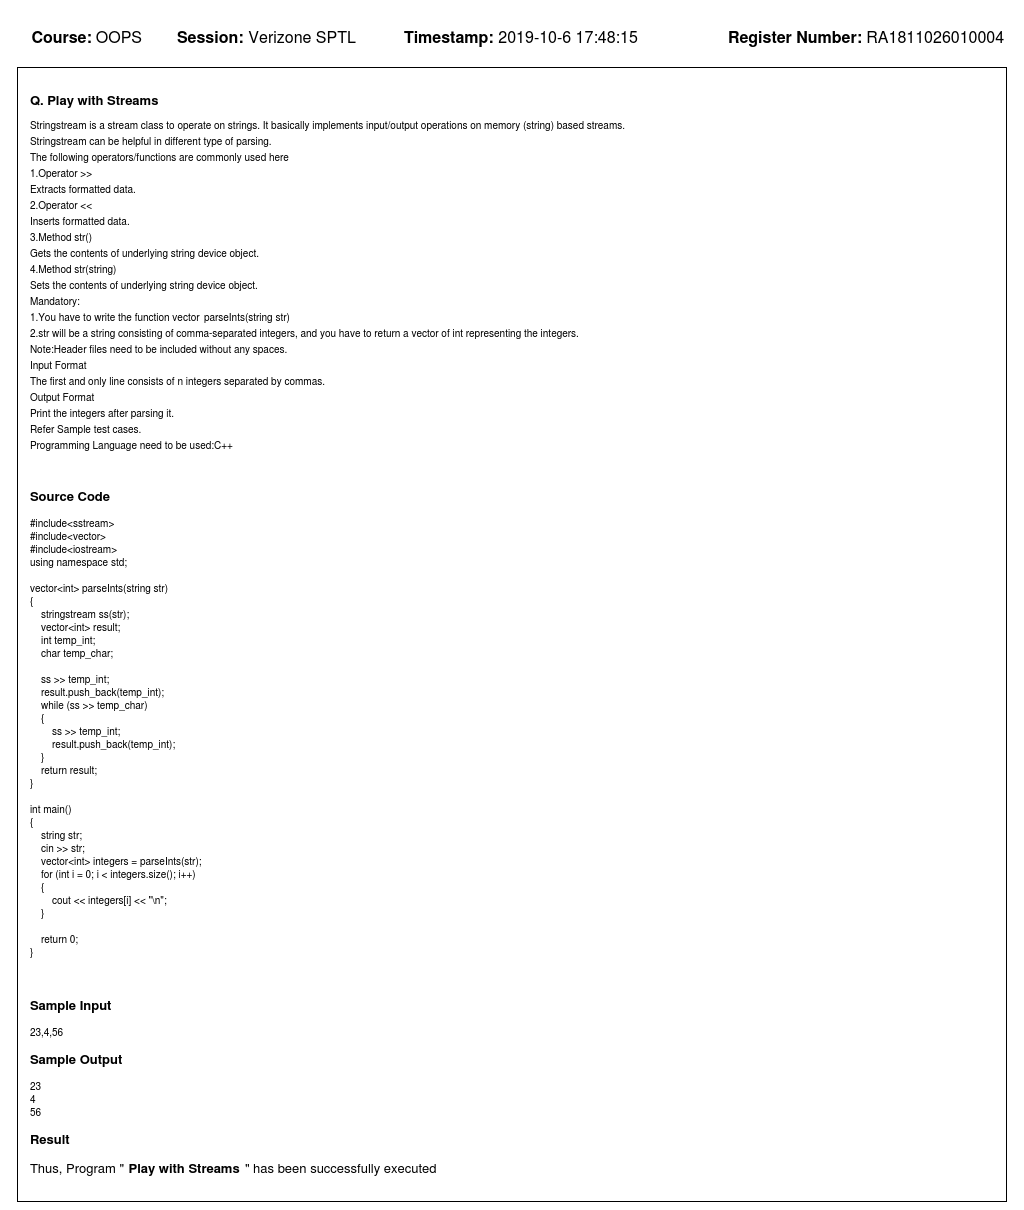 Course: OOPS Session: Verizone SPTL Timestamp: 2019-10-6 17:48:15 Register Number: RA1811026010004
Q. Play with Streams
Stringstream is a stream class to operate on strings. It basically implements input/output operations on memory (string) based streams.
Stringstream can be helpful in different type of parsing.
The following operators/functions are commonly used here
1.Operator >>
Extracts formatted data.
2.Operator <<
Inserts formatted data.
3.Method str()
Gets the contents of underlying string device object.
4.Method str(string)
Sets the contents of underlying string device object.
Mandatory:
1.You have to write the function vector parseInts(string str)
2.str will be a string consisting of comma-separated integers, and you have to return a vector of int representing the integers.
Note:Header files need to be included without any spaces.
Input Format
The first and only line consists of n integers separated by commas.
Output Format
Print the integers after parsing it.
Refer Sample test cases.
Programming Language need to be used:C++
Source Code
#include<sstream>
#include<vector>
#include<iostream>
using namespace std;
vector<int> parseInts(string str)
{
    stringstream ss(str);
    vector<int> result;
    int temp_int;
    char temp_char;
    ss >> temp_int;
    result.push_back(temp_int);
    while (ss >> temp_char)
    {
        ss >> temp_int;
        result.push_back(temp_int);
    }
    return result;
}
int main()
{
    string str;
    cin >> str;
    vector<int> integers = parseInts(str);
    for (int i = 0; i < integers.size(); i++)
    {
        cout << integers[i] << "\n";
    }
    return 0;
}
Sample Input
23,4,56
Sample Output
23
4
56
Result
Thus, Program " Play with Streams " has been successfully executed